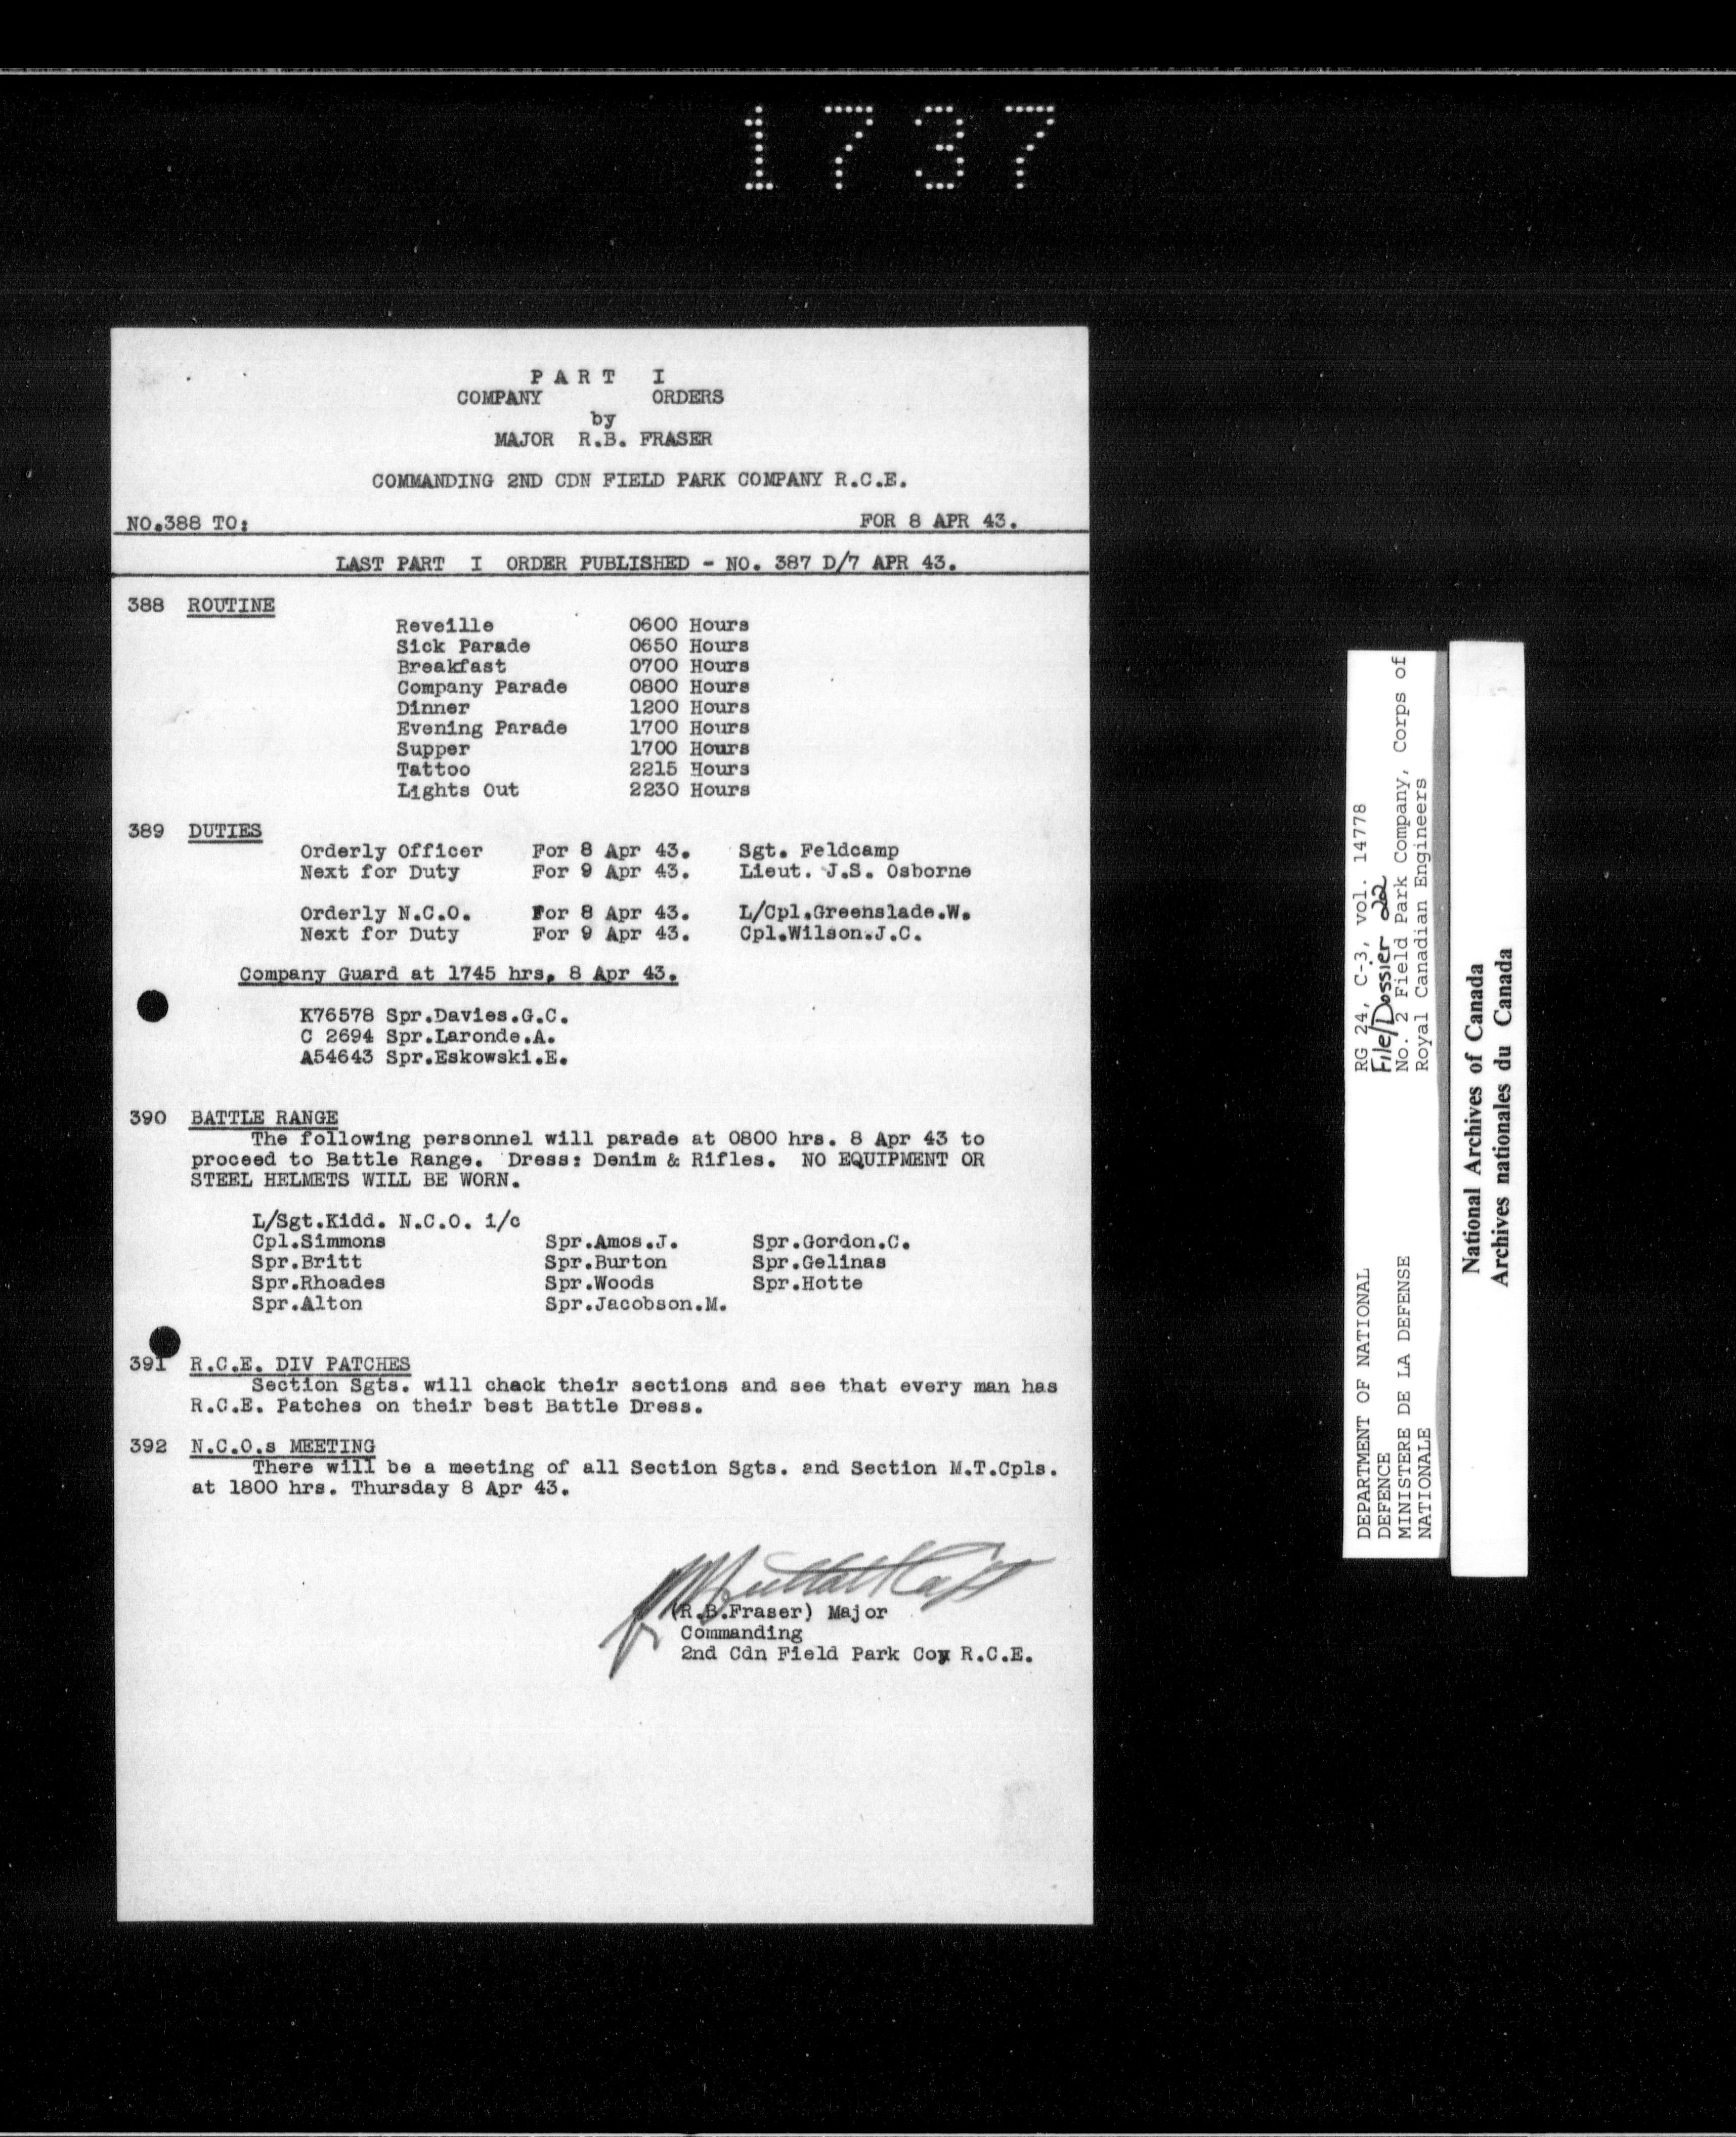 1737
P A R T I
COMPANY ORDERS
by
MAJOR R.B. FRASER
COMMANDING 2ND CDN FIELD PARK COMPANY R.C.E.
NO.388 TO: FOR 8 APR 43.
LAST PART I ORDER PUBLISHED - NO. 387 D/7 APR 43.
388 ROUTINE
Reveille 0600 Hours
Sick Parade 0650 Hours
Breakfast 0700 Hours
Company Parade 0800 Hours
Dinner 1200 Hours
Evening Parade 1700 Hours
Supper 1700 Hours
Tattoo 2215 Hours
Lights Out 2230 Hours
389 DUTIES
Orderly Officer For 8 Apr 43. Sgt. Feldcamp
Next for Duty For 9 Apr 43. Lieut. J.S. Osborne
Orderly N.C.O. For 8 Apr 43. L/Cpl.Greenslade.W.
Next for Duty For 9 Apr 43. Cpl.Wilson.J.C.
Company Guard at 1745 hrs, 8 Apr 43.
K76578 Spr.Davies.G.C.
C 2694 Spr.Laronde.A.
A54643 Spr.Eskowski.E.
390 BATTLE RANGE
The following personnel will parade at 0800 hrs. 8 Apr 43 to
proceed to Battle Range. Dress: Denim & Rifles. NO EQUIPMENT OR
STEEL HELMETS WILL BE WORN.
L/Sgt.Kidd. N.C.O. i/c
Cpl.Simmons Spr.Amos.J. Spr.Gordon.C.
Spr.Britt Spr.Burton Spr.Gelinas
Spr.Rhoades Spr.Woods Spr.Hotte
Spr.Alton Spr.Jacobson.M.
391 R.C.E. DIV PATCHES
Section Sgts. will chack their sections and see that every man has
R.C.E. Patches on their best Battle Dress.
392 N.C.O.s MEETING
There will be a meeting of all Section Sgts. and Section M.T.Cpls.
at 1800 hrs. Thursday 8 Apr 43.
(R.B.Fraser) Major
Commanding
2nd Cdn Field Park Coy R.C.E.
DEPARTMENT OF NATIONAL RG 24, C-3, vol. 14778
DEFENCE File/Dossier 22
MINISTERE DE LA DEFENSE No. 2 Field Park Company, Corps of
NATIONALE Royal Canadian Engineers
National Archives of Canada
Archives nationales du Canada